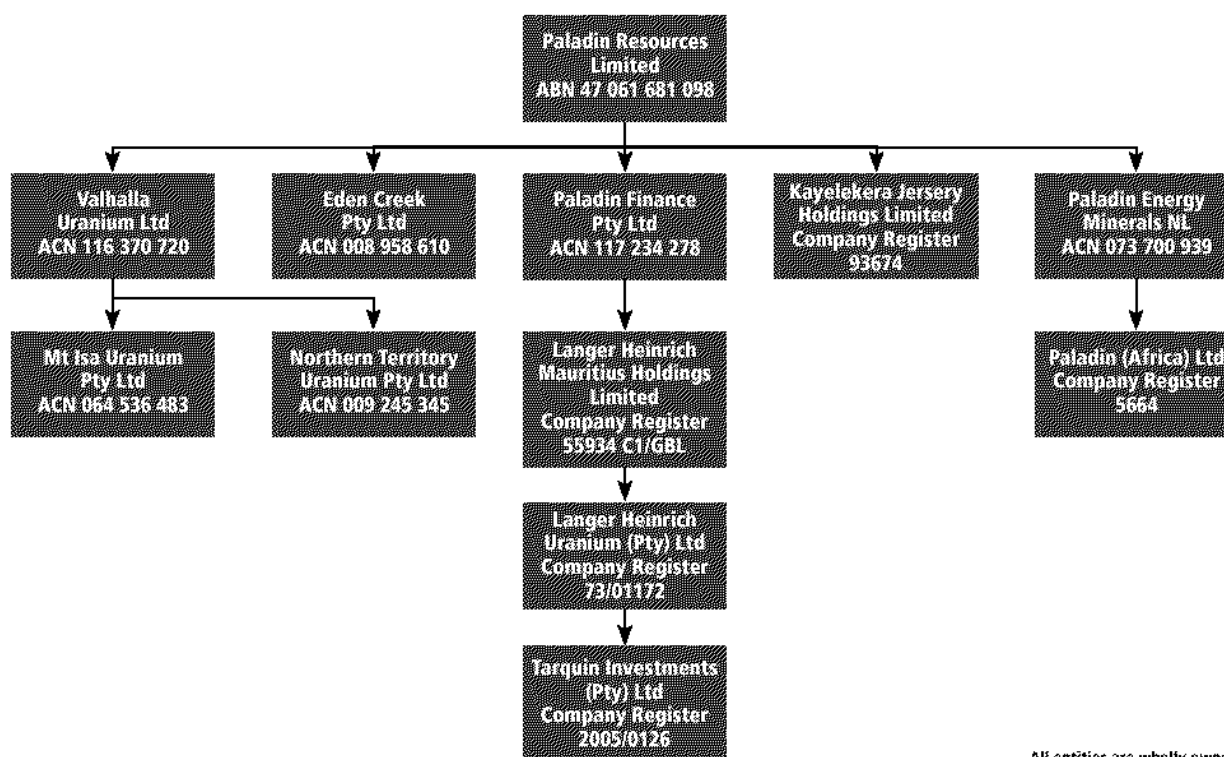 Paladin Resources
Limited
ABN 47 061 681 098
Valhalla
Uranium Ltd
ACN 116 370 720
Eden Creek
Pty Ltd
ACN 008 958 610
Paladin Finance
Pty Ltd
ACN 117 234 278
Kayelekera Jersery
Holdings Limited
Company Register
93674
Paladin Energy
Minerals NL
ACN 073 700 939
Mt Isa Uranium
Pty Ltd
ACN 064 536 483
Northern Territory
Uranium Pty Ltd
ACN 009 245 345
Langer Heinrich
Mauritius Holdings
Limited
Company Register
55934 C1/GBL
Paladin (Africa) Ltd
Company Register
5664
Langer Heinrich
Uranium (Pty) Ltd
Company Register
73/01172
Tarquin Investments
(Pty) Ltd
Company Register
2005/0126
All entities are wholly